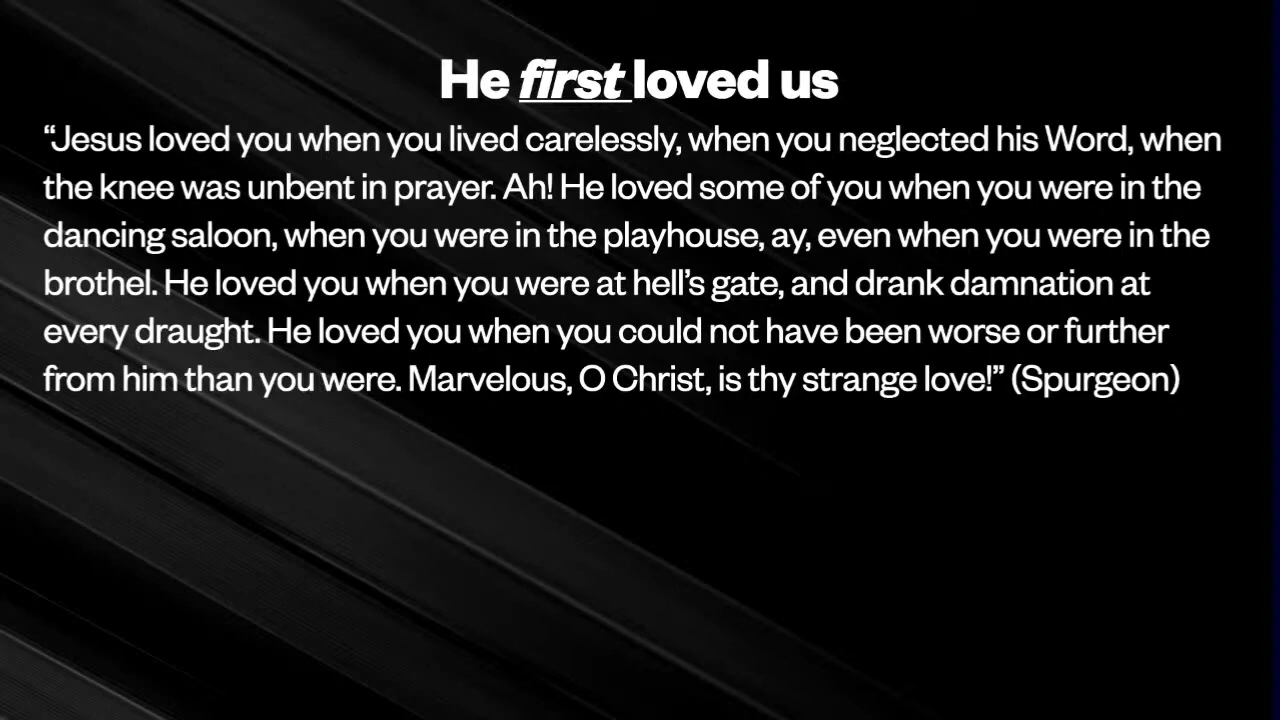 He first loved us
“Jesus loved you when you lived carelessly, when you neglected his Word, when
the knee was unbent in prayer. Ah! He loved some of you when you were in the
dancing saloon, when you were in the playhouse, ay, even when you were in the
brothel. He loved you when you were at hell’s gate, and drank damnation at
every draught. He loved you when you could not have been worse or further
from him than you were. Marvelous, O Christ, is thy strange love!” (Spurgeon)